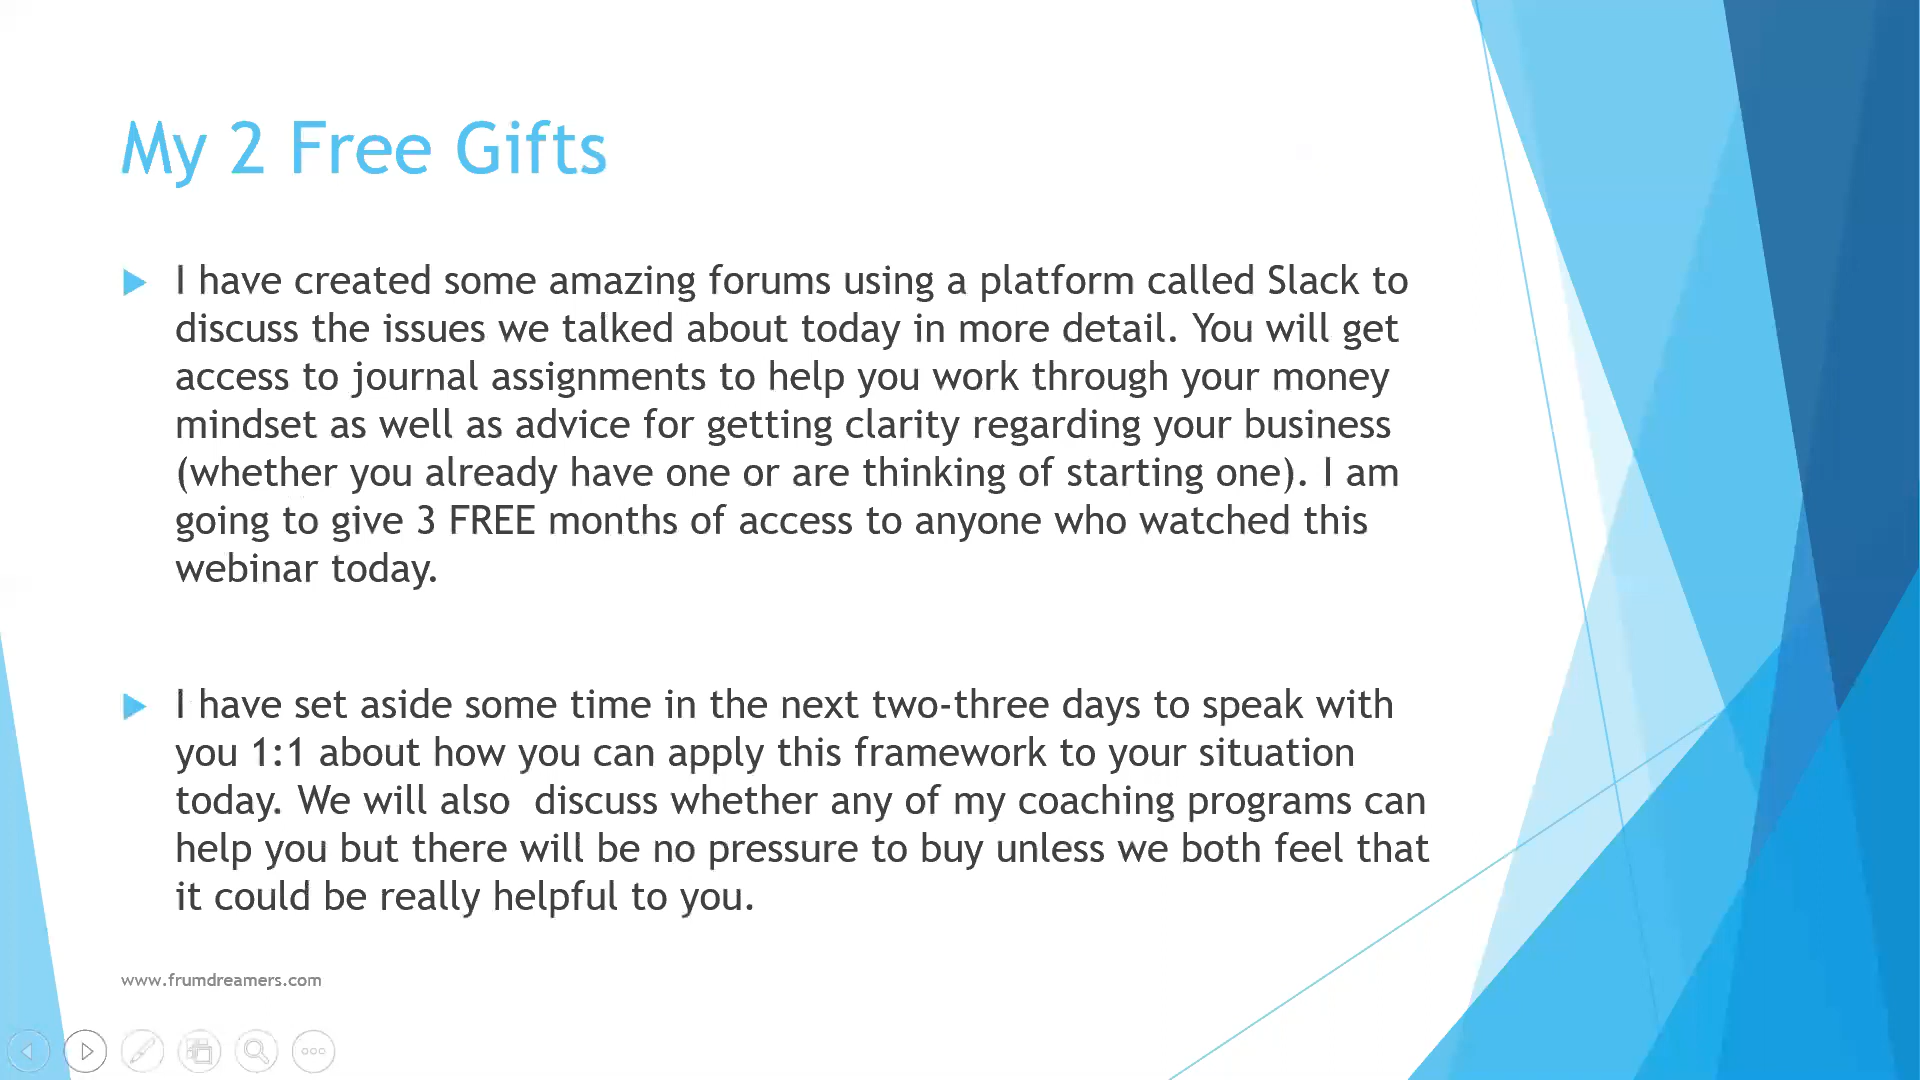 My 2 Free Gifts
I have created some amazing forums using a platform called Slack to
discuss the issues we talked about today in more detail. You will get
access to journal assignments to help you work through your money
mindset as well as advice for getting clarity regarding your business
(whether you already have one or are thinking of starting one). I am
going to give 3 FREE months of access to anyone who watched this
webinar today.
I have set aside some time in the next two-three days to speak with
you 1:1 about how you can apply this framework to your situation
today. We will also  discuss whether any of my coaching programs can
help you but there will be no pressure to buy unless we both feel that
it could be really helpful to you.
www.frumdreamers.com